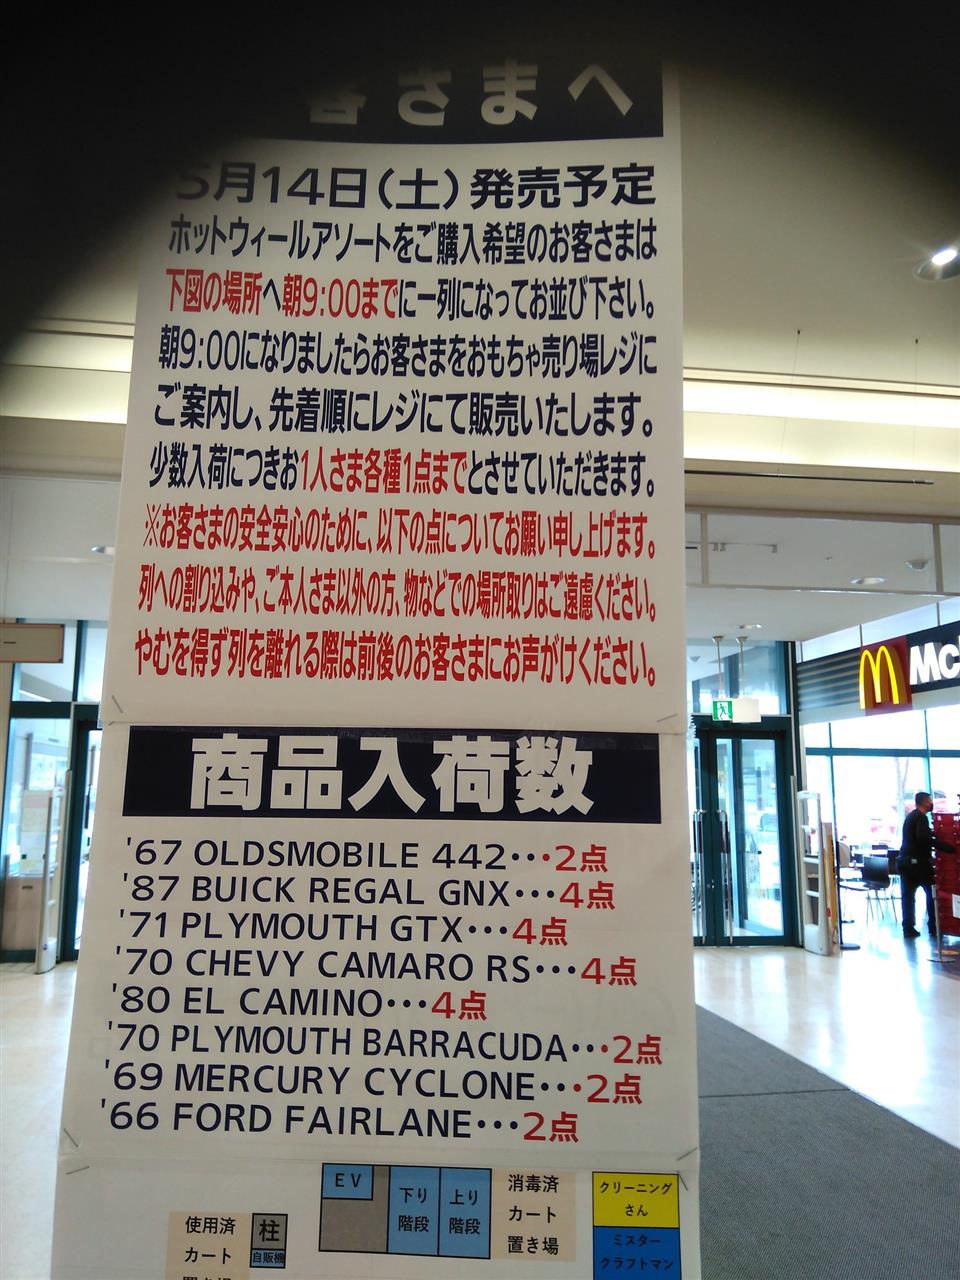 客さまへ
5月14日(土)発売予定
ホットウィールアソートをご購入希望のお客さまは
下図の場所へ朝9:00までに一列になってお並び下さい。
朝9:00になりましたらお客さまをおもちゃ売り場レジに
ご案内し、先着順にレジにて販売いたします。
少数入荷につきお1人さま各種1点までとさせていただきます。
※お客さまの安全安心のために、以下の点についてお願い申し上げます。
列への割り込みや、ご本人さま以外の方、物などでの場所取りはご遠慮ください。
やむを得ず列を離れる際は前後のお客さまにお声がけください。
商品入荷数
'67 OLDSMOBILE 442・・・2点
'87 BUICK REGAL GNX・・・4点
'71 PLYMOUTH GTX・・・4点
'70 CHEVY CAMARO RS・・・4点
'80 EL CAMINO・・・4点
'70 PLYMOUTH BARRACUDA・・・2点
'69 MERCURY CYCLONE・・・2点
'66 FORD FAIRLANE・・・2点
EV
下り
階段
上り
階段
消毒済
カート
置き場
クリーニング
さん
ミスター
クラフトマン
使用済
カート
柱
自販機